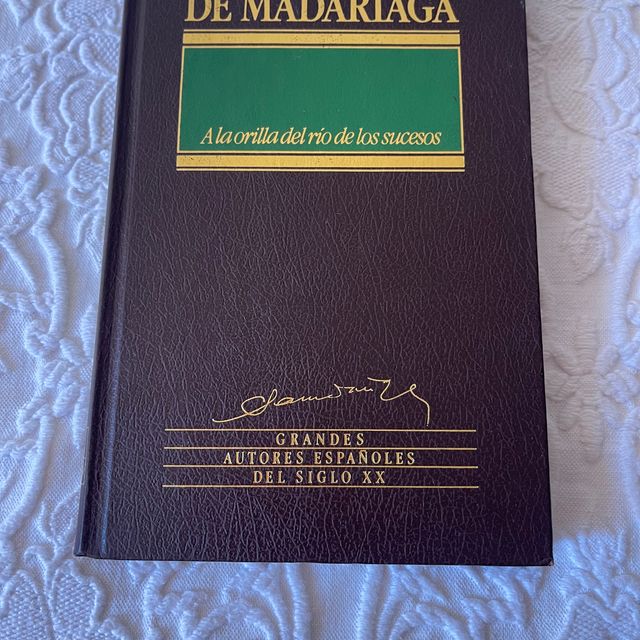 DE MADARIAGA
A la orilla del río de los sucesos
GRANDES
AUTORES ESPAÑOLES
DEL SIGLO XX